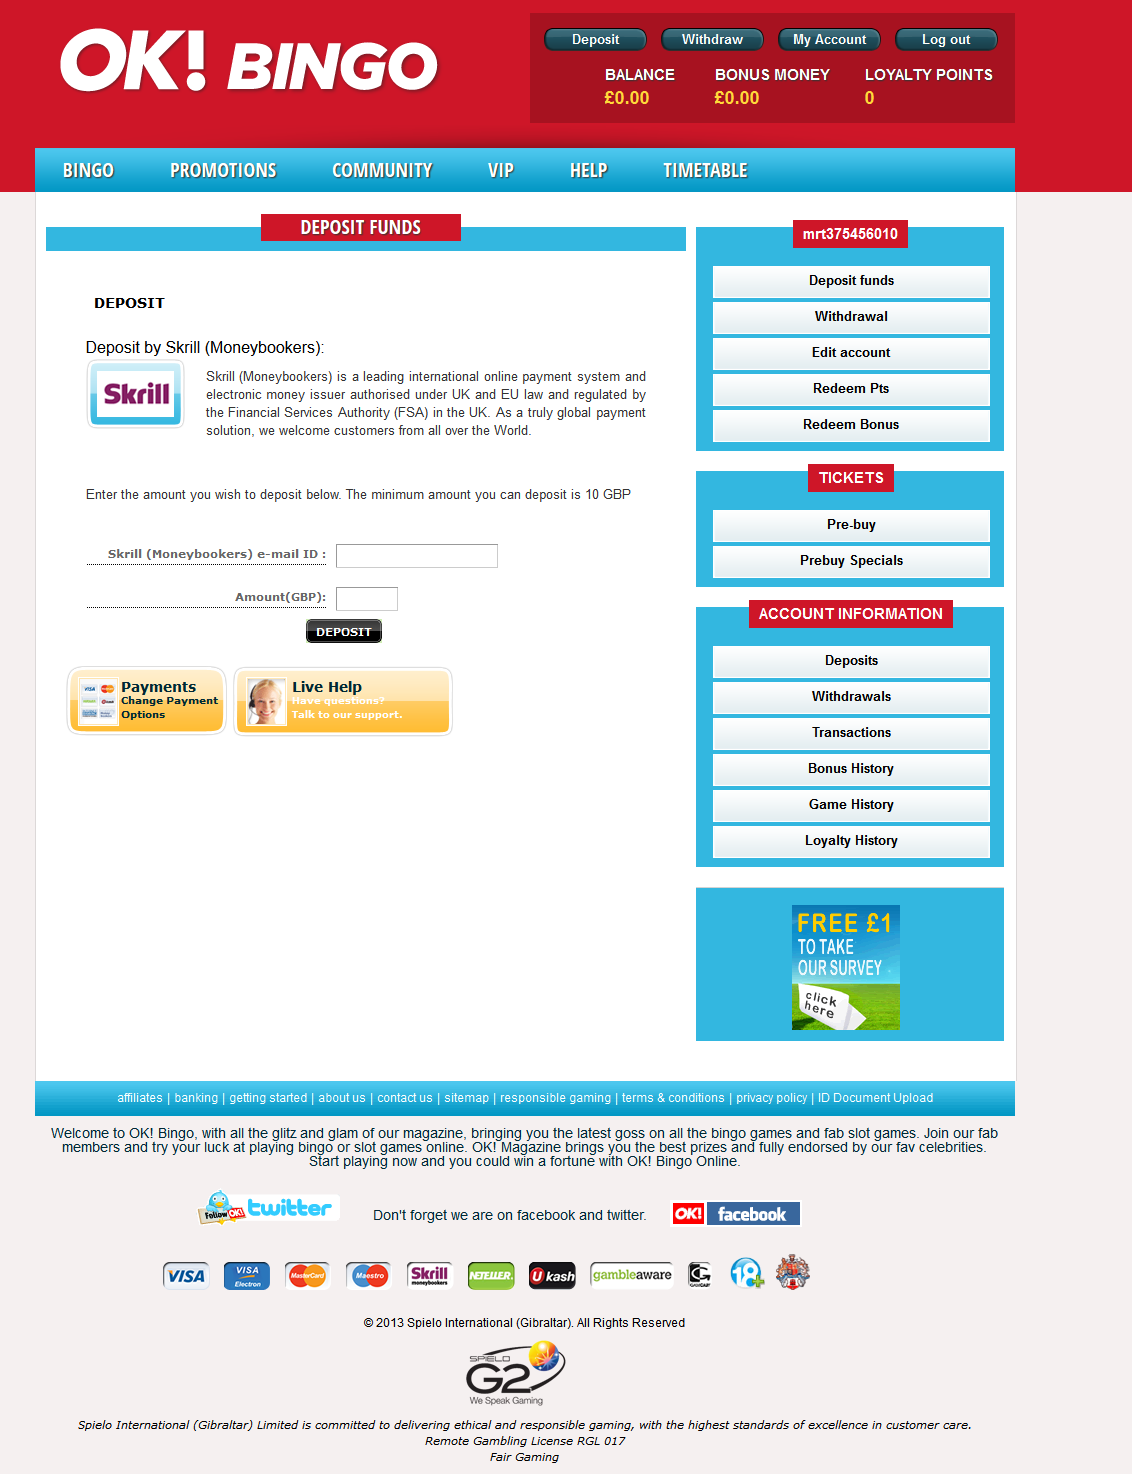 OK! BINGO
Deposit
Withdraw
My Account
Log out
BALANCE
BONUS MONEY
LOYALTY POINTS
£0.00
£0.00
0
BINGO
PROMOTIONS
COMMUNITY
VIP
HELP
TIMETABLE
DEPOSIT FUNDS
DEPOSIT
Deposit by Skrill (Moneybookers):
Skrill
Skrill (Moneybookers) is a leading international online payment system and
electronic money issuer authorised under UK and EU law and regulated by
the Financial Services Authority (FSA) in the UK. As a truly global payment
solution, we welcome customers from all over the World.
Enter the amount you wish to deposit below. The minimum amount you can deposit is 10 GBP
Skrill (Moneybookers) e-mail ID :
Amount(GBP):
DEPOSIT
Payments
Change Payment
Options
Live Help
Have questions?
Talk to our support.
mrt375456010
Deposit funds
Withdrawal
Edit account
Redeem Pts
Redeem Bonus
TICKETS
Pre-buy
Prebuy Specials
ACCOUNT INFORMATION
Deposits
Withdrawals
Transactions
Bonus History
Game History
Loyalty History
FREE £1
TO TAKE
OUR SURVEY
click
here
affiliates | banking | getting started | about us | contact us | sitemap | responsible gaming | terms & conditions | privacy policy | ID Document Upload
Welcome to OK! Bingo, with all the glitz and glam of our magazine, bringing you the latest goss on all the bingo games and fab slot games. Join our fab
members and try your luck at playing bingo or slot games online. OK! Magazine brings you the best prizes and fully endorsed by our fav celebrities.
Start playing now and you could win a fortune with OK! Bingo Online.
Follow OK! twitter
Don't forget we are on facebook and twitter.
OK! facebook
VISA
VISA Electron
MasterCard
Maestro
Skrill moneybookers
NETELLER
Ukash
gambleaware
GAMCARE
18+
© 2013 Spielo International (Gibraltar). All Rights Reserved
SPIELO
G2
We Speak Gaming
Spielo International (Gibraltar) Limited is committed to delivering ethical and responsible gaming, with the highest standards of excellence in customer care.
Remote Gambling License RGL 017
Fair Gaming